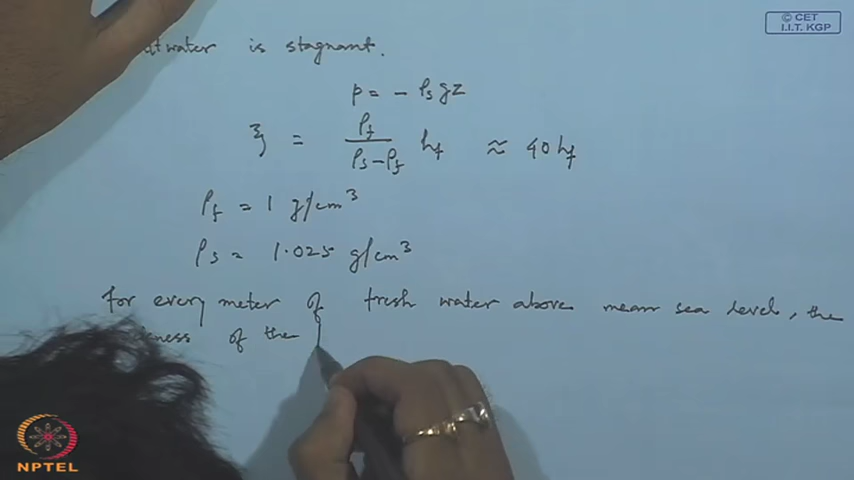 © CET
I.I.T. KGP
water is stagnant.
p = - ρs gz
ξ = ρf / (ρs - ρf) hf ≈ 40 hf
ρf = 1 g/cm³
ρs = 1.025 g/cm³
For every meter of fresh water above mean sea level, the
of the
NPTEL